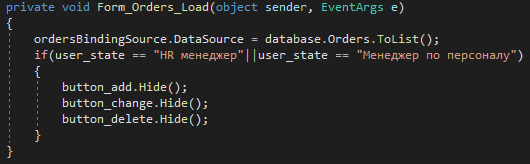 private void Form_Orders_Load(object sender, EventArgs e)
{
ordersBindingSource.DataSource = database.Orders.ToList();
if(user_state == "HR менеджер"||user_state == "Менеджер по персоналу")
{
button_add.Hide();
button_change.Hide();
button_delete.Hide();
}
}